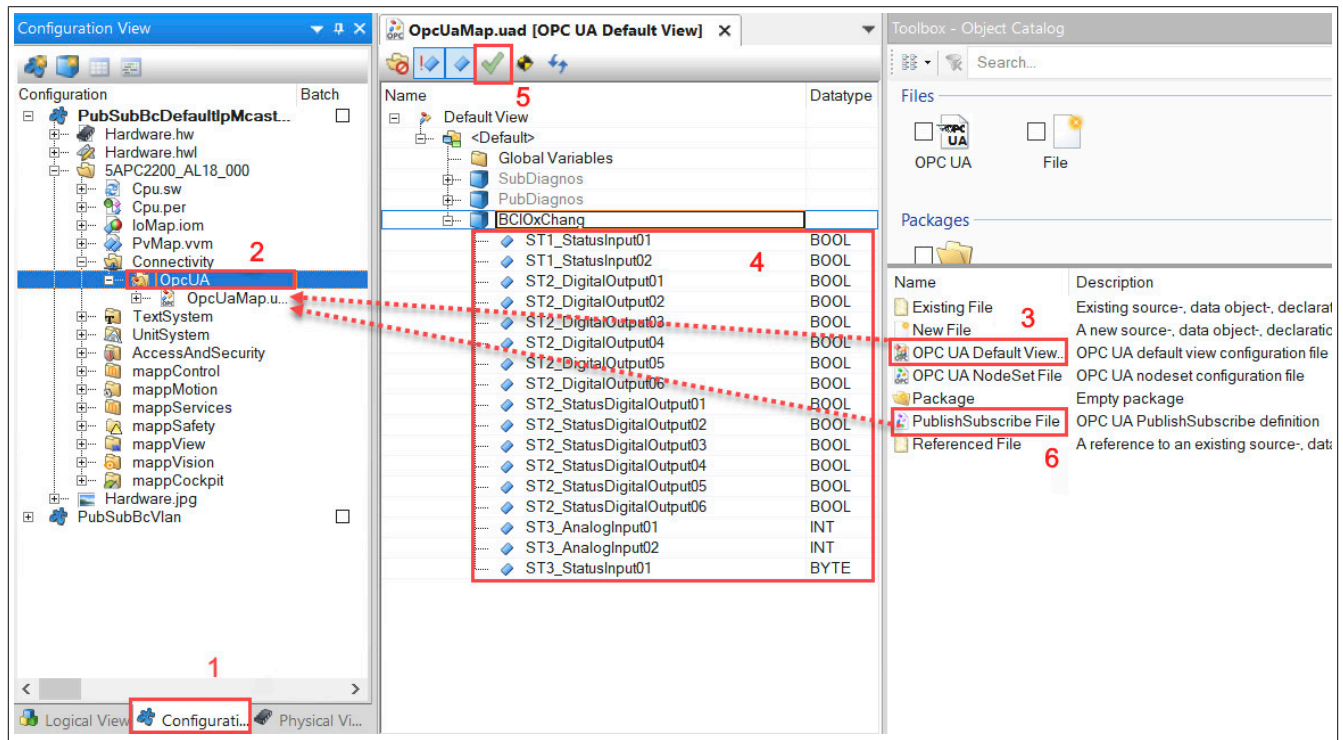 Configuration View
Configuration Batch
PubSubBcDefaultIpMcast...
Hardware.hw
Hardware.hwl
5APC2200_AL18_000
Cpu.sw
Cpu.per
IoMap.iom
PvMap.vvm
Connectivity
2
OpcUA
OpcUaMap.u...
TextSystem
UnitSystem
AccessAndSecurity
mappControl
mappMotion
mappServices
mappSafety
mappView
mappVision
mappCockpit
Hardware.jpg
PubSubBcVlan
1
Logical View Configurati... Physical Vi...
OpcUaMap.uad [OPC UA Default View] X
5
Name Datatype
Default View
<Default>
Global Variables
SubDiagnos
PubDiagnos
BCIOxChang
4
ST1_StatusInput01 BOOL
ST1_StatusInput02 BOOL
ST2_DigitalOutput01 BOOL
ST2_DigitalOutput02 BOOL
ST2_DigitalOutput03 BOOL
ST2_DigitalOutput04 BOOL
ST2_DigitalOutput05 BOOL
ST2_DigitalOutput06 BOOL
ST2_StatusDigitalOutput01 BOOL
ST2_StatusDigitalOutput02 BOOL
ST2_StatusDigitalOutput03 BOOL
ST2_StatusDigitalOutput04 BOOL
ST2_StatusDigitalOutput05 BOOL
ST2_StatusDigitalOutput06 BOOL
ST3_AnalogInput01 INT
ST3_AnalogInput02 INT
ST3_StatusInput01 BYTE
Toolbox - Object Catalog
Search...
Files
OPC UA
OPC UA File
Packages
Name Description
Existing File Existing source-, data object-, declarat
3
New File A new source-, data object-, declaratic
OPC UA Default View.. OPC UA default view configuration file
OPC UA NodeSet File OPC UA nodeset configuration file
Package Empty package
PublishSubscribe File OPC UA PublishSubscribe definition
Referenced File A reference to an existing source-, data
6